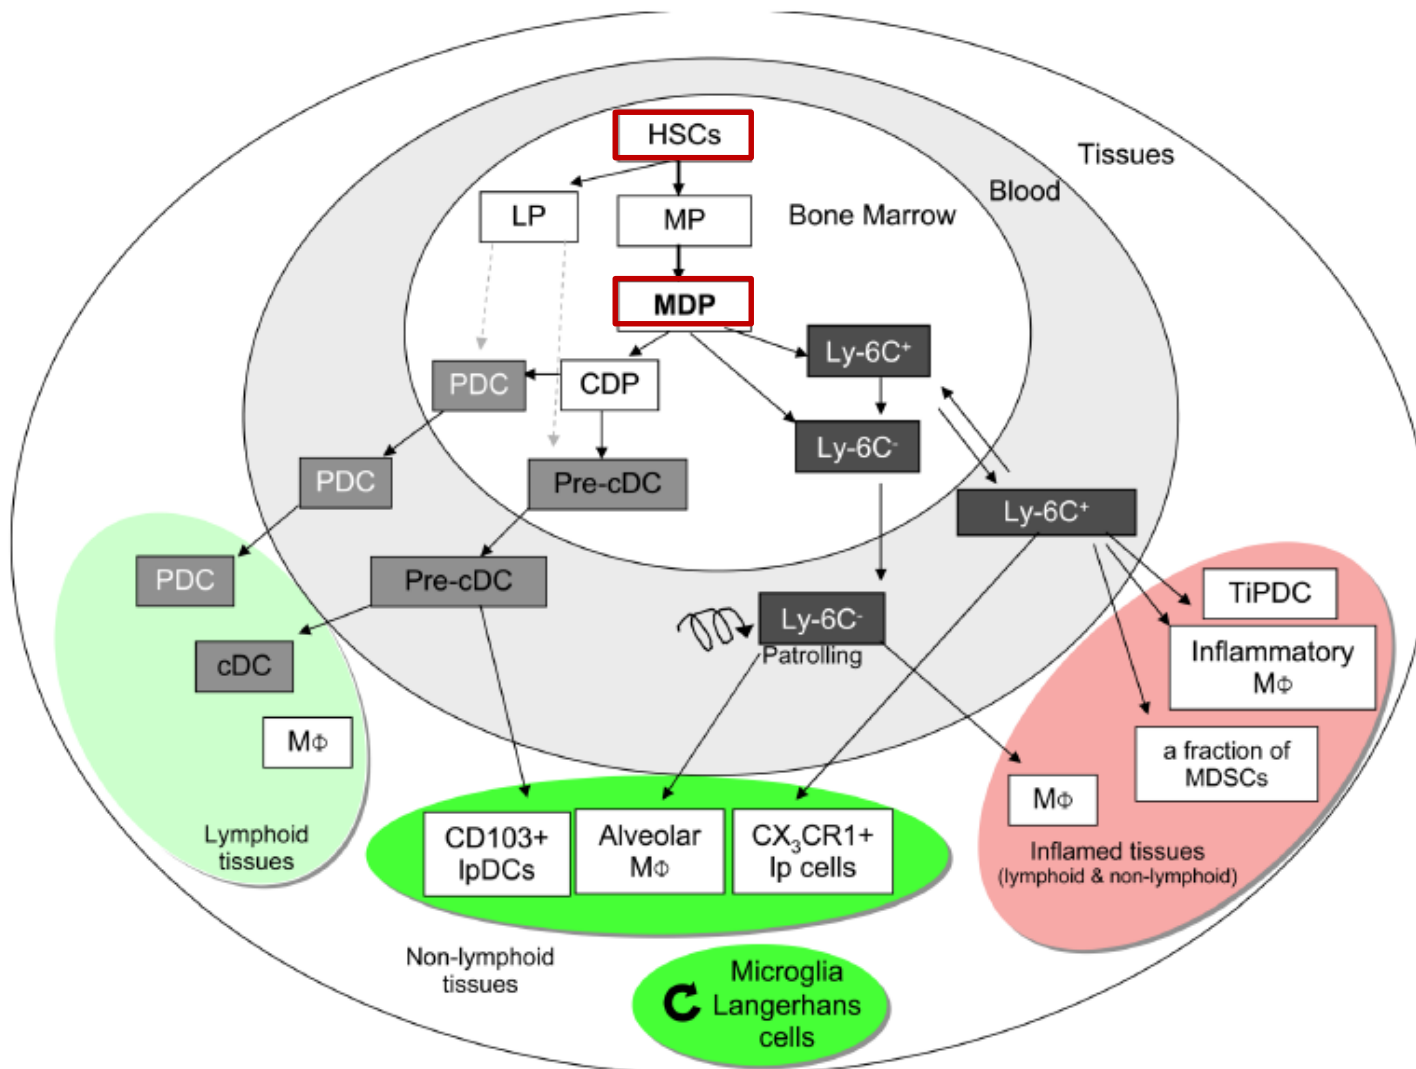 HSCs
Tissues
Blood
LP
MP
Bone Marrow
MDP
Ly-6C⁺
PDC
CDP
Ly-6C⁻
PDC
Pre-cDC
Ly-6C⁺
PDC
Pre-cDC
TiPDC
Ly-6C⁻
Patrolling
cDC
Inflammatory
MΦ
MΦ
a fraction of
MDSCs
MΦ
Lymphoid
tissues
CD103+
lpDCs
Alveolar
MΦ
CX₃CR1+
lp cells
Inflamed tissues
(lymphoid & non-lymphoid)
Non-lymphoid
tissues
Microglia
Langerhans
cells